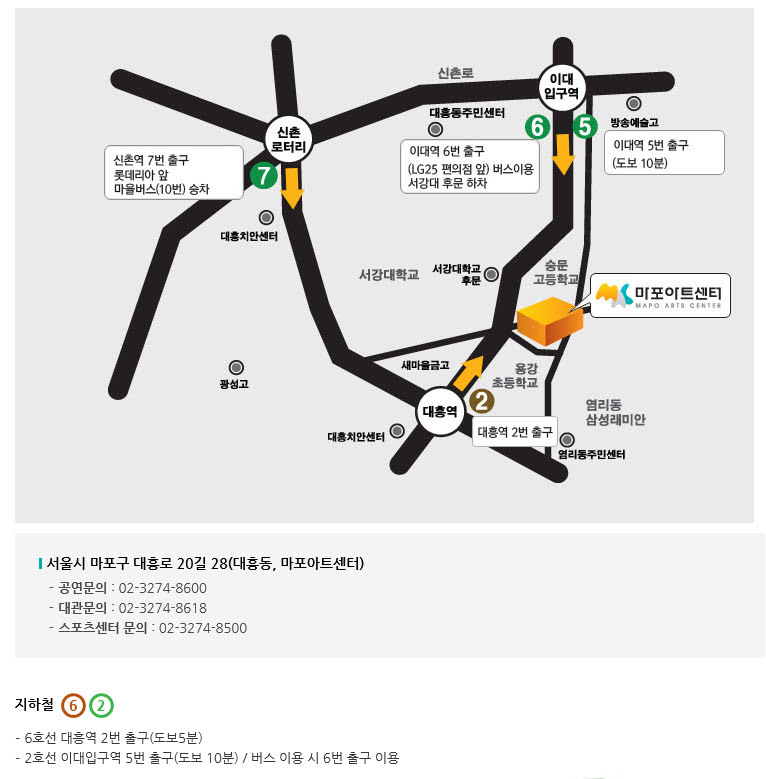 신촌로
이대
입구역
신촌
로터리
대흥동주민센터
6
5
방송예술고
신촌역 7번 출구
롯데리아 앞
마을버스(10번) 승차
7
이대역 6번 출구
(LG25 편의점 앞) 버스이용
서강대 후문 하차
이대역 5번 출구
(도보 10분)
대흥치안센터
서강대학교
서강대학교
후문
숭문
고등학교
마포아트센터
MAPO ARTS CENTER
새마을금고
용강
초등학교
광성고
대흥역
2
염리동
삼성래미안
대흥치안센터
대흥역 2번 출구
염리동주민센터
서울시 마포구 대흥로 20길 28(대흥동, 마포아트센터)
- 공연문의 : 02-3274-8600
- 대관문의 : 02-3274-8618
- 스포츠센터 문의 : 02-3274-8500
지하철 6 2
- 6호선 대흥역 2번 출구(도보5분)
- 2호선 이대입구역 5번 출구(도보 10분) / 버스 이용 시 6번 출구 이용